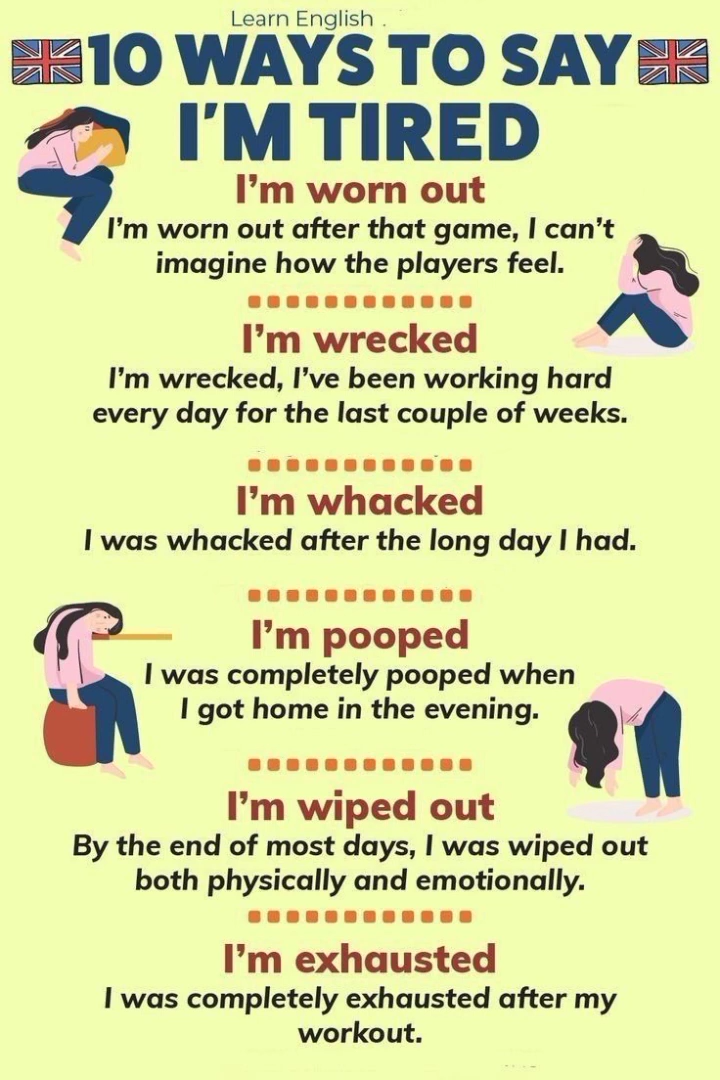 Learn English .
10 WAYS TO SAY
I'M TIRED
I'm worn out
I'm worn out after that game, I can't
imagine how the players feel.
I'm wrecked
I'm wrecked, I've been working hard
every day for the last couple of weeks.
I'm whacked
I was whacked after the long day I had.
I'm pooped
I was completely pooped when
I got home in the evening.
I'm wiped out
By the end of most days, I was wiped out
both physically and emotionally.
I'm exhausted
I was completely exhausted after my
workout.